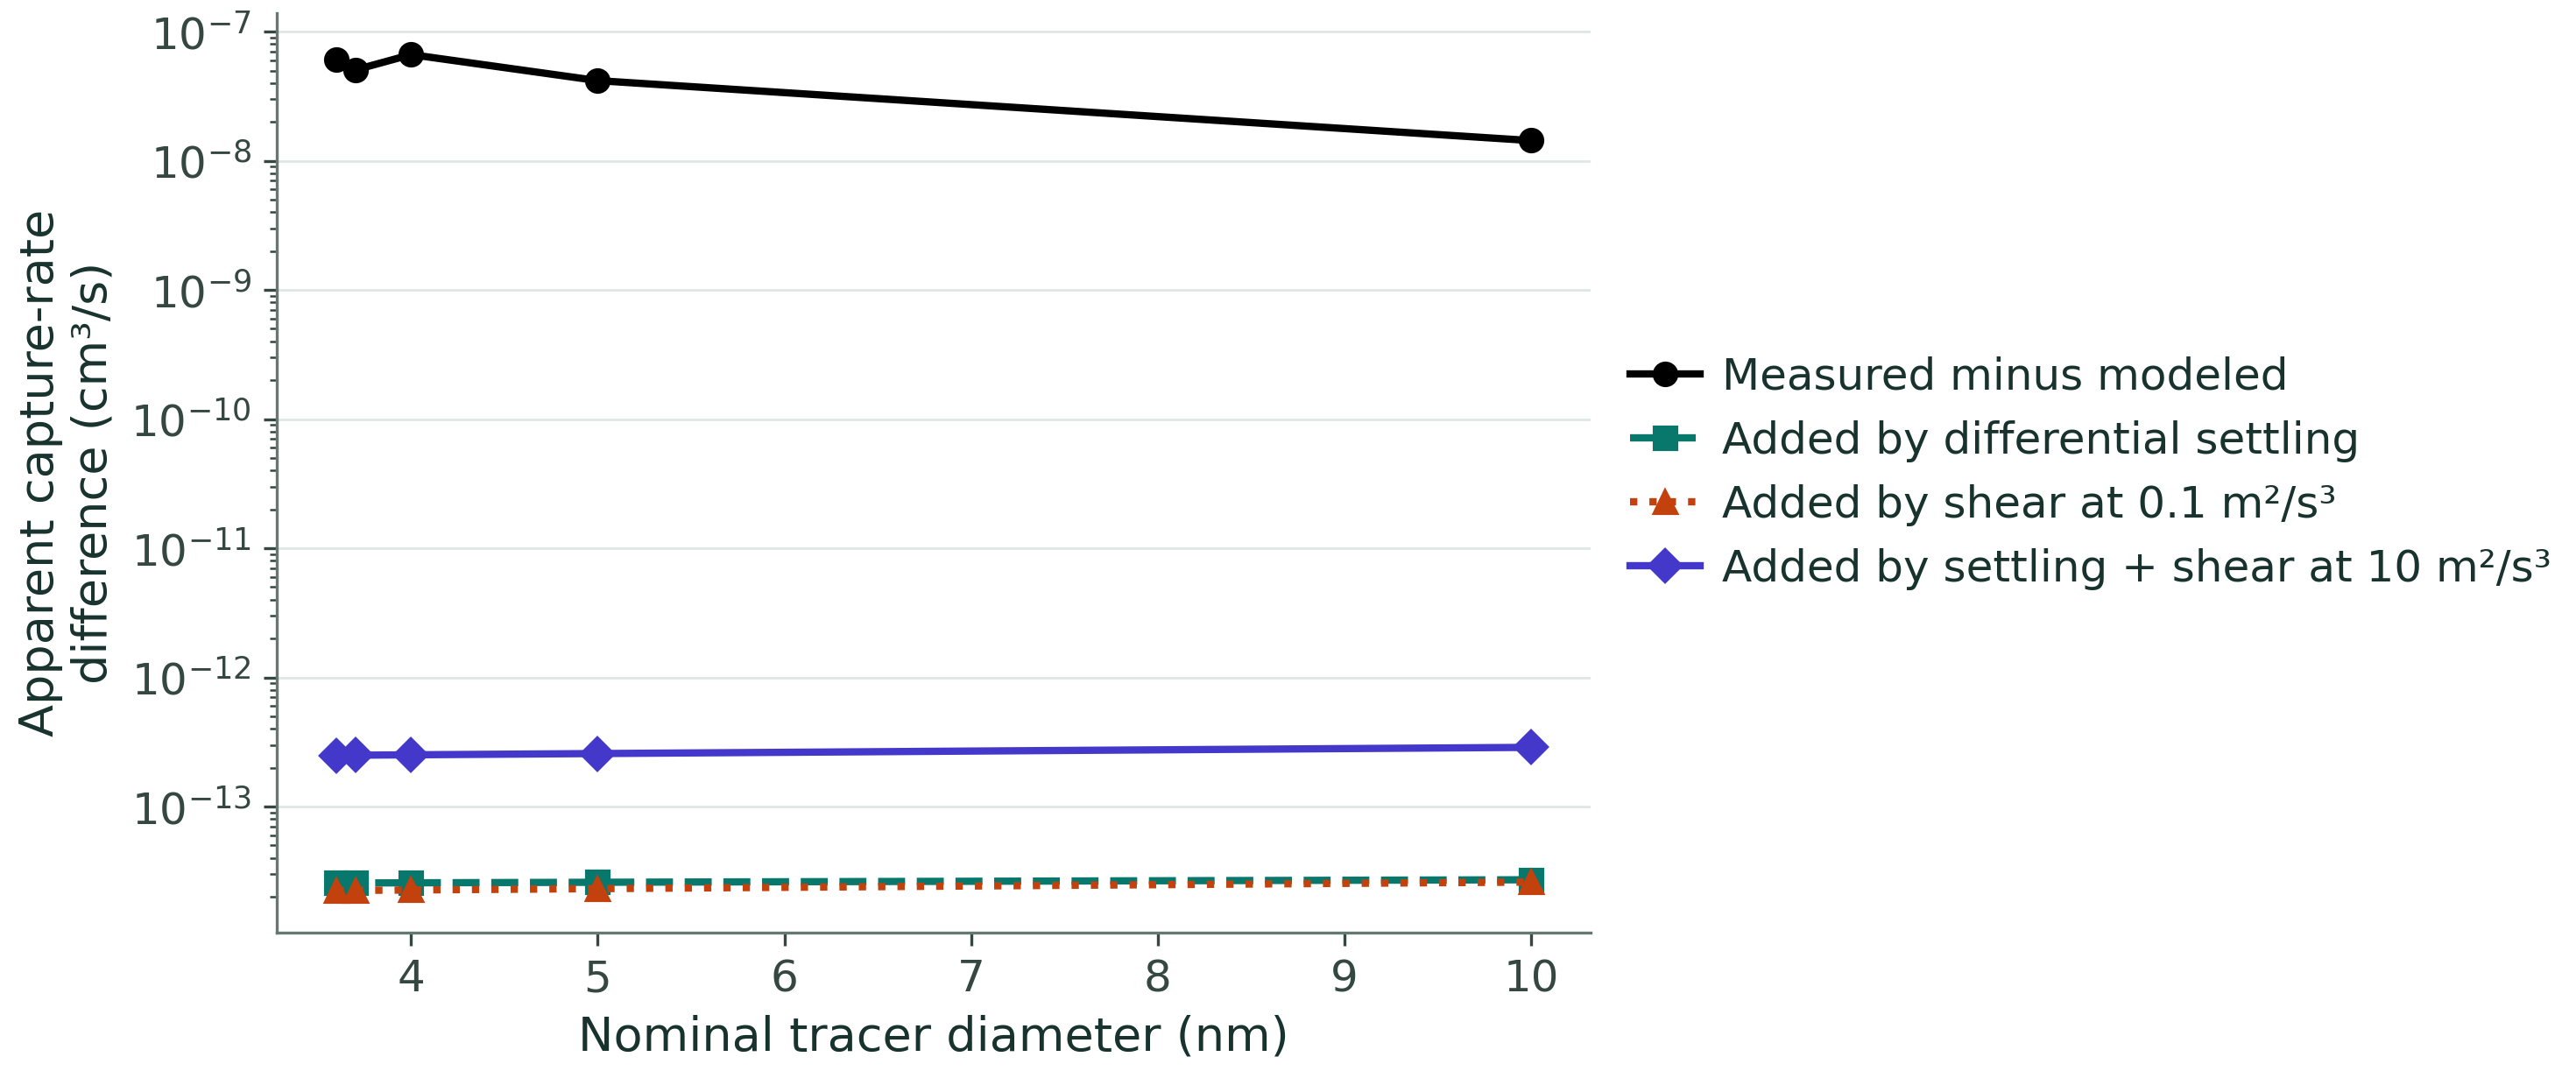 Apparent capture-rate
difference (cm³/s)
10⁻⁷
10⁻⁸
10⁻⁹
10⁻¹⁰
10⁻¹¹
10⁻¹²
10⁻¹³
4 5 6 7 8 9 10
Nominal tracer diameter (nm)
Measured minus modeled
Added by differential settling
Added by shear at 0.1 m²/s³
Added by settling + shear at 10 m²/s³